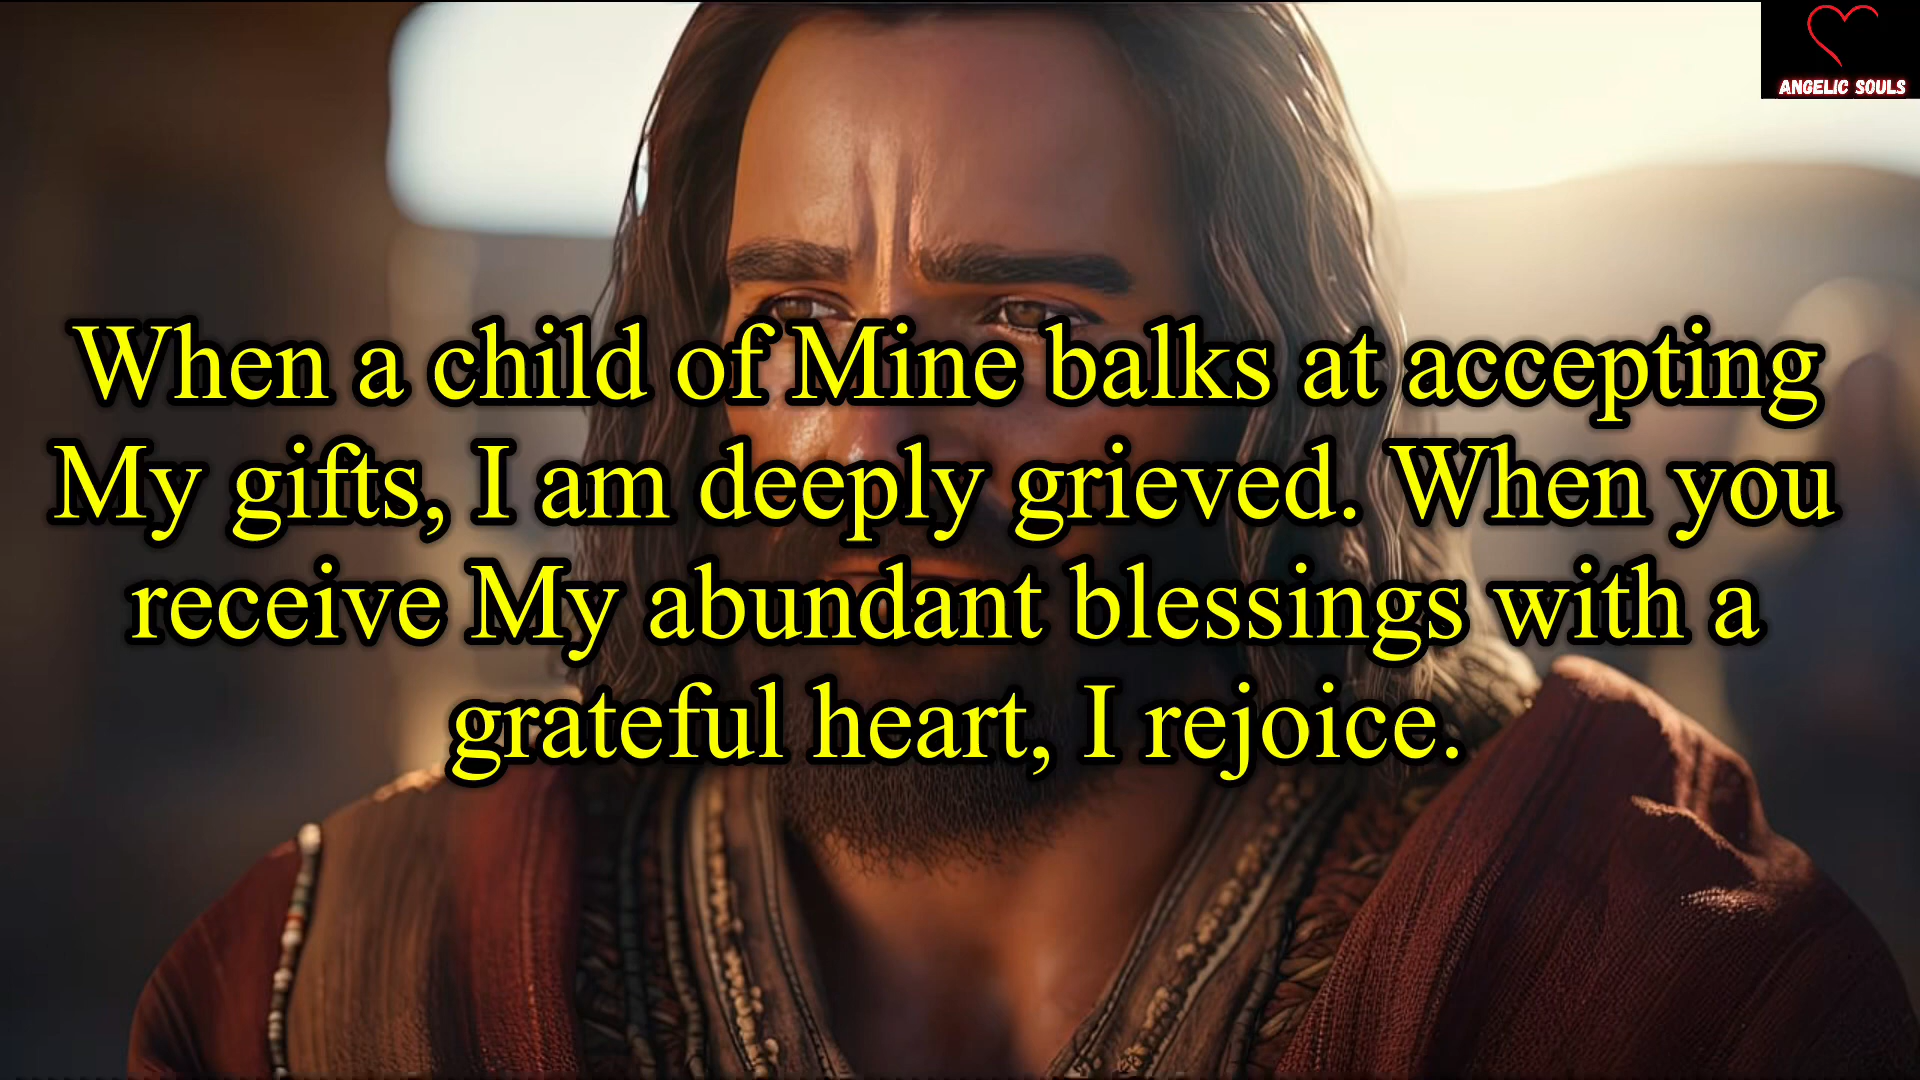 ANGELIC SOULS
When a child of Mine balks at accepting
My gifts, I am deeply grieved. When you
receive My abundant blessings with a
grateful heart, I rejoice.